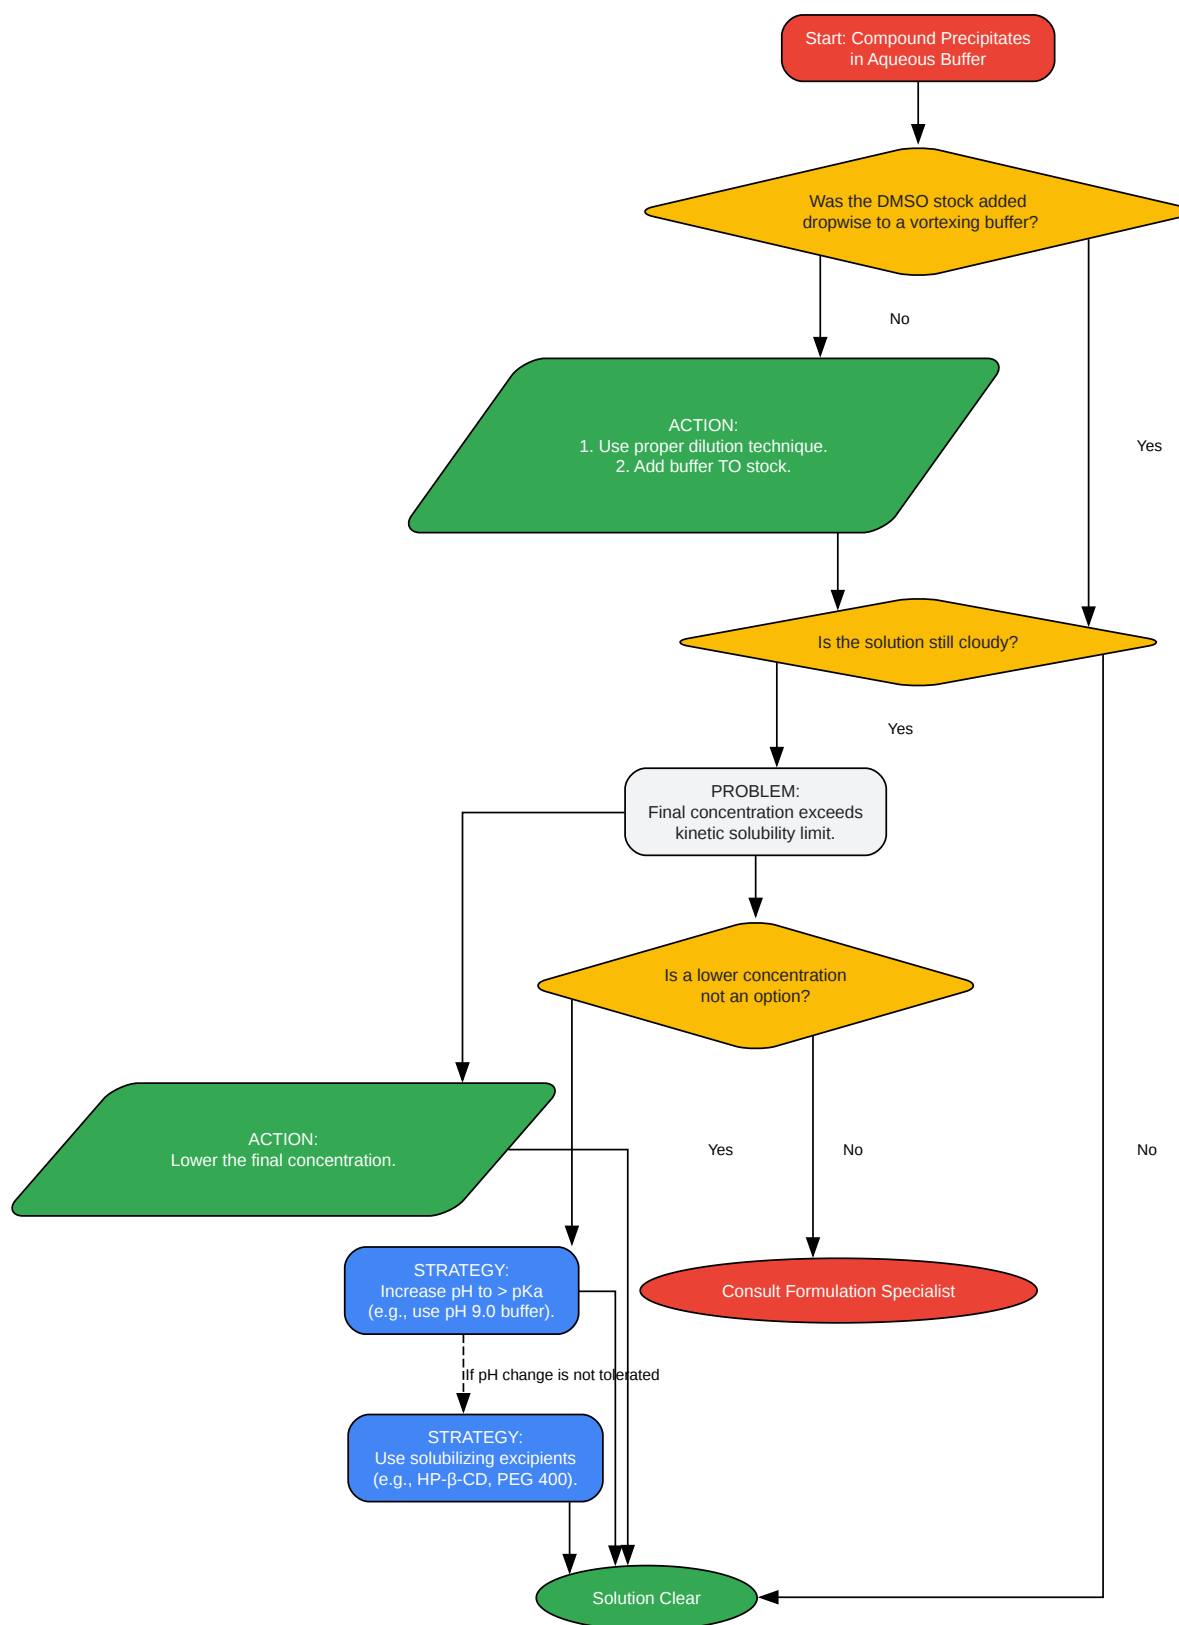 Start: Compound Precipitates
in Aqueous Buffer
Was the DMSO stock added
dropwise to a vortexing buffer?
No
Yes
ACTION:
1. Use proper dilution technique.
2. Add buffer TO stock.
Is the solution still cloudy?
Yes
PROBLEM:
Final concentration exceeds
kinetic solubility limit.
Is a lower concentration
not an option?
ACTION:
Lower the final concentration.
Yes
No
No
STRATEGY:
Increase pH to > pKa
(e.g., use pH 9.0 buffer).
Consult Formulation Specialist
If pH change is not tolerated
STRATEGY:
Use solubilizing excipients
(e.g., HP-β-CD, PEG 400).
Solution Clear